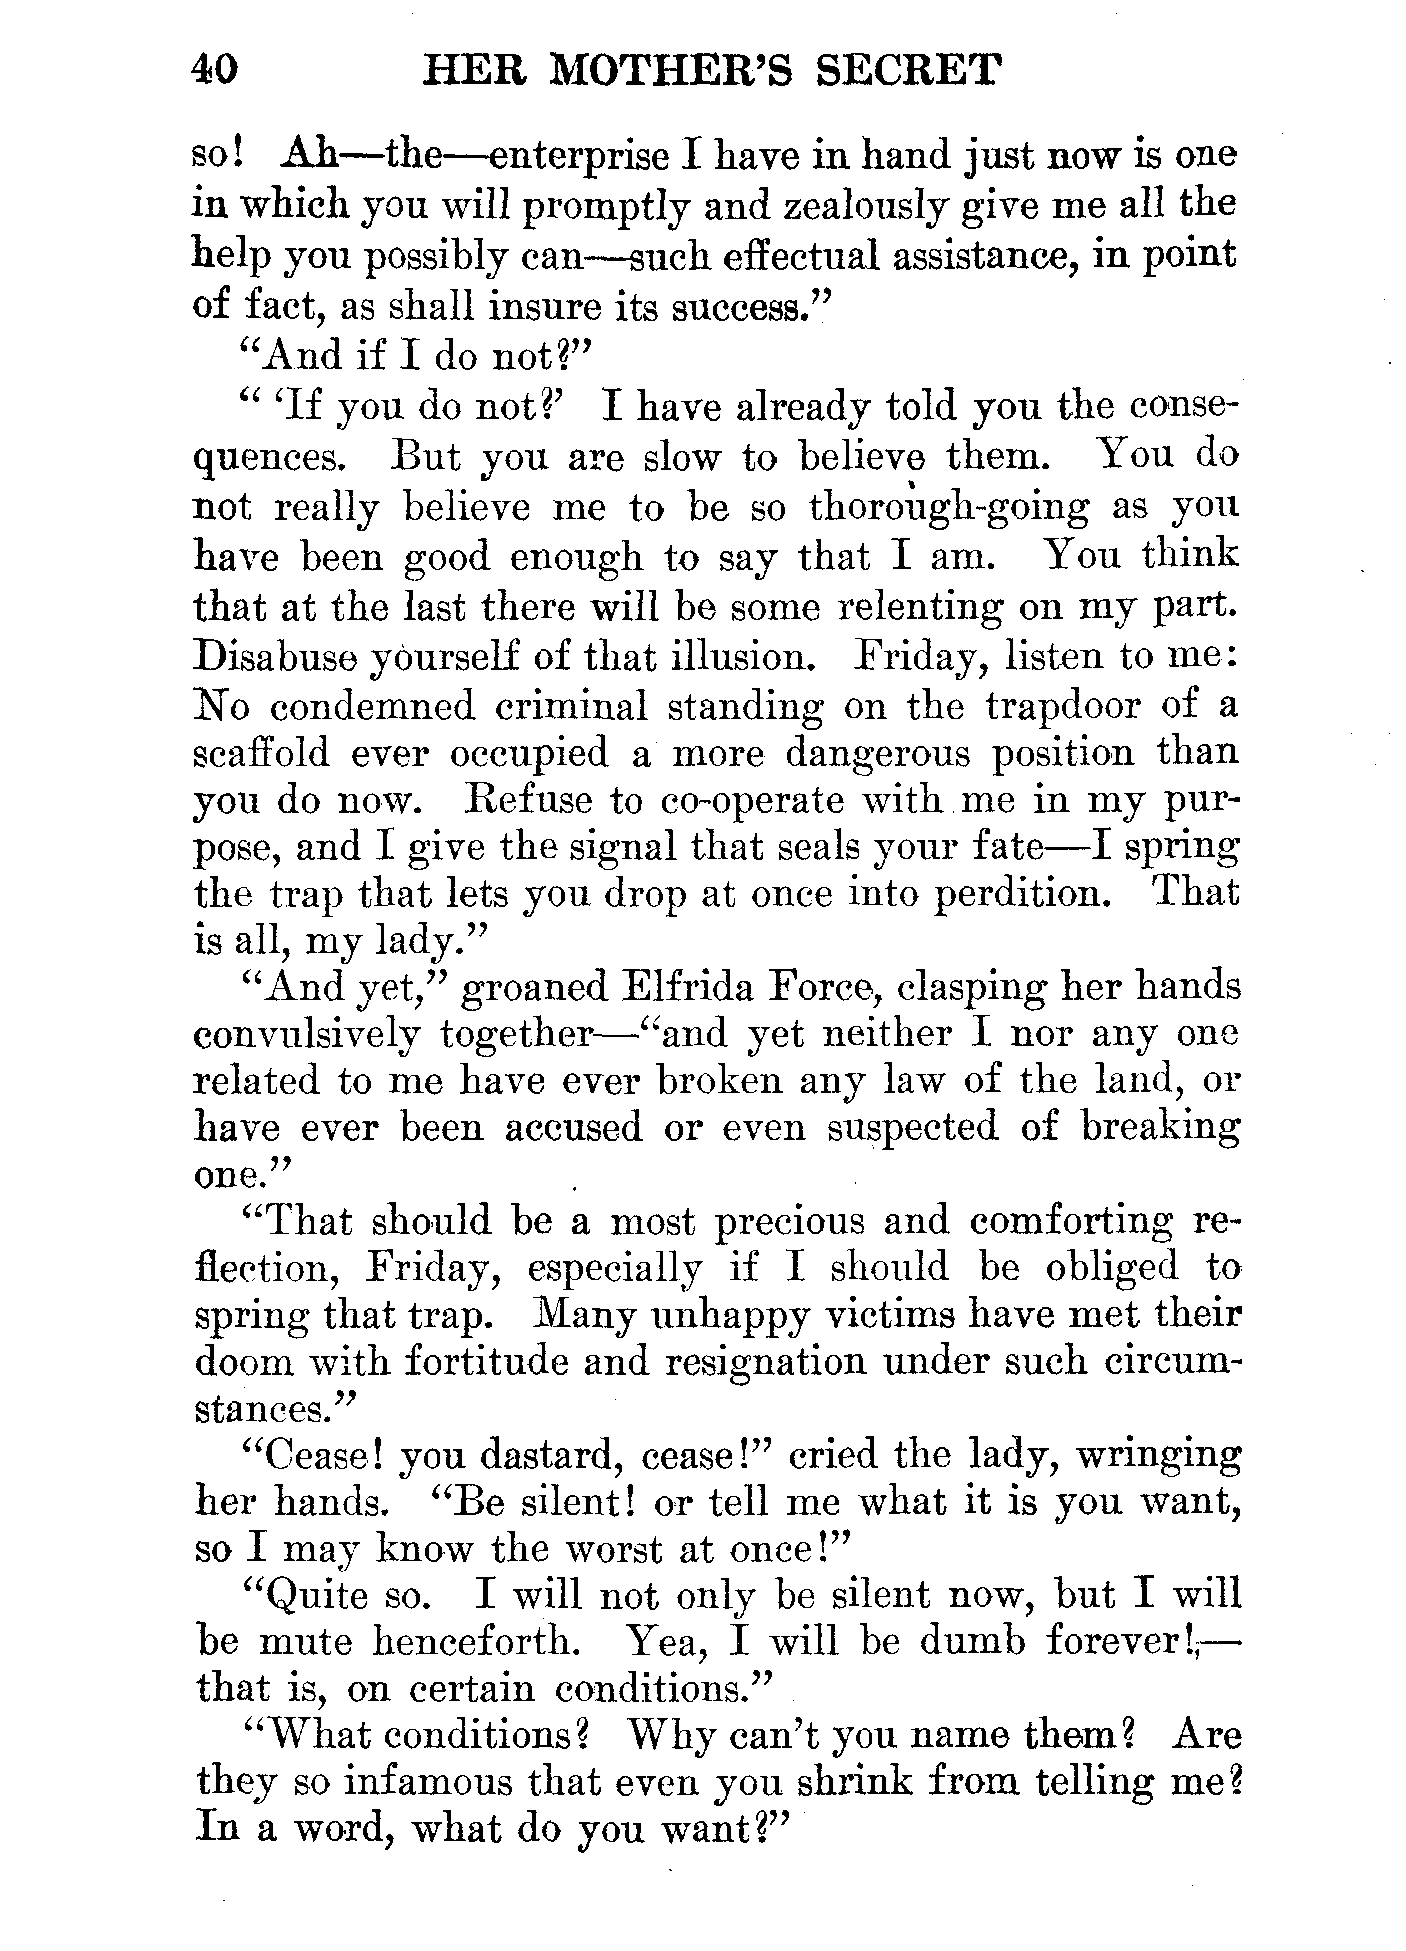 40 HER MOTHER'S SECRET
so! Ah—the—enterprise I have in hand just now is one
in which you will promptly and zealously give me all the
help you possibly can—such effectual assistance, in point
of fact, as shall insure its success."
"And if I do not?"
" 'If you do not?' I have already told you the conse-
quences. But you are slow to believe them. You do
not really believe me to be so thorough-going as you
have been good enough to say that I am. You think
that at the last there will be some relenting on my part.
Disabuse yourself of that illusion. Friday, listen to me:
No condemned criminal standing on the trapdoor of a
scaffold ever occupied a more dangerous position than
you do now. Refuse to co-operate with me in my pur-
pose, and I give the signal that seals your fate—I spring
the trap that lets you drop at once into perdition. That
is all, my lady."
"And yet," groaned Elfrida Force, clasping her hands
convulsively together—"and yet neither I nor any one
related to me have ever broken any law of the land, or
have ever been accused or even suspected of breaking
one."
"That should be a most precious and comforting re-
flection, Friday, especially if I should be obliged to
spring that trap. Many unhappy victims have met their
doom with fortitude and resignation under such circum-
stances."
"Cease! you dastard, cease!" cried the lady, wringing
her hands. "Be silent! or tell me what it is you want,
so I may know the worst at once!"
"Quite so. I will not only be silent now, but I will
be mute henceforth. Yea, I will be dumb forever!,—
that is, on certain conditions."
"What conditions? Why can't you name them? Are
they so infamous that even you shrink from telling me?
In a word, what do you want?"